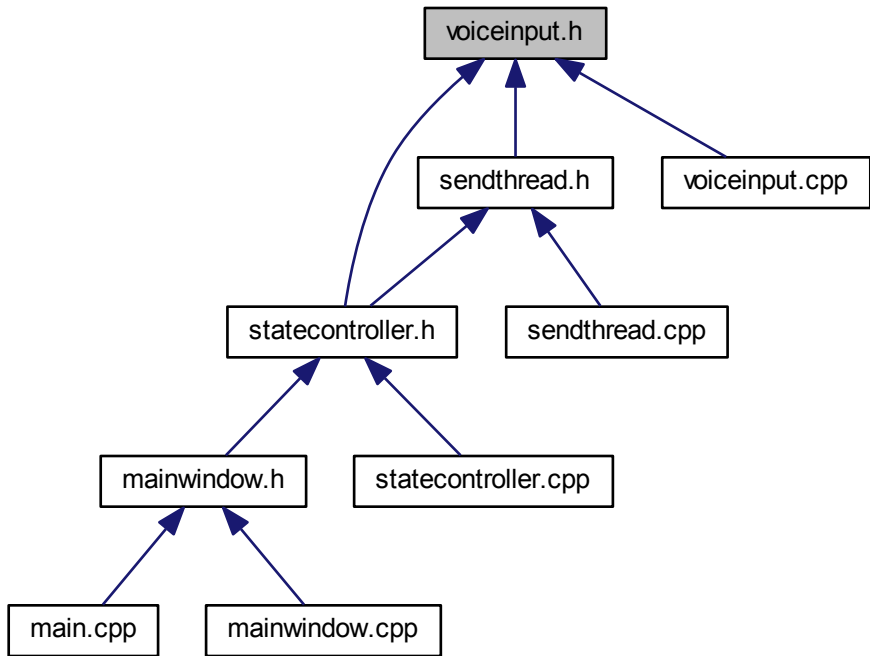 voiceinput.h
sendthread.h
voiceinput.cpp
statecontroller.h
sendthread.cpp
mainwindow.h
statecontroller.cpp
main.cpp
mainwindow.cpp